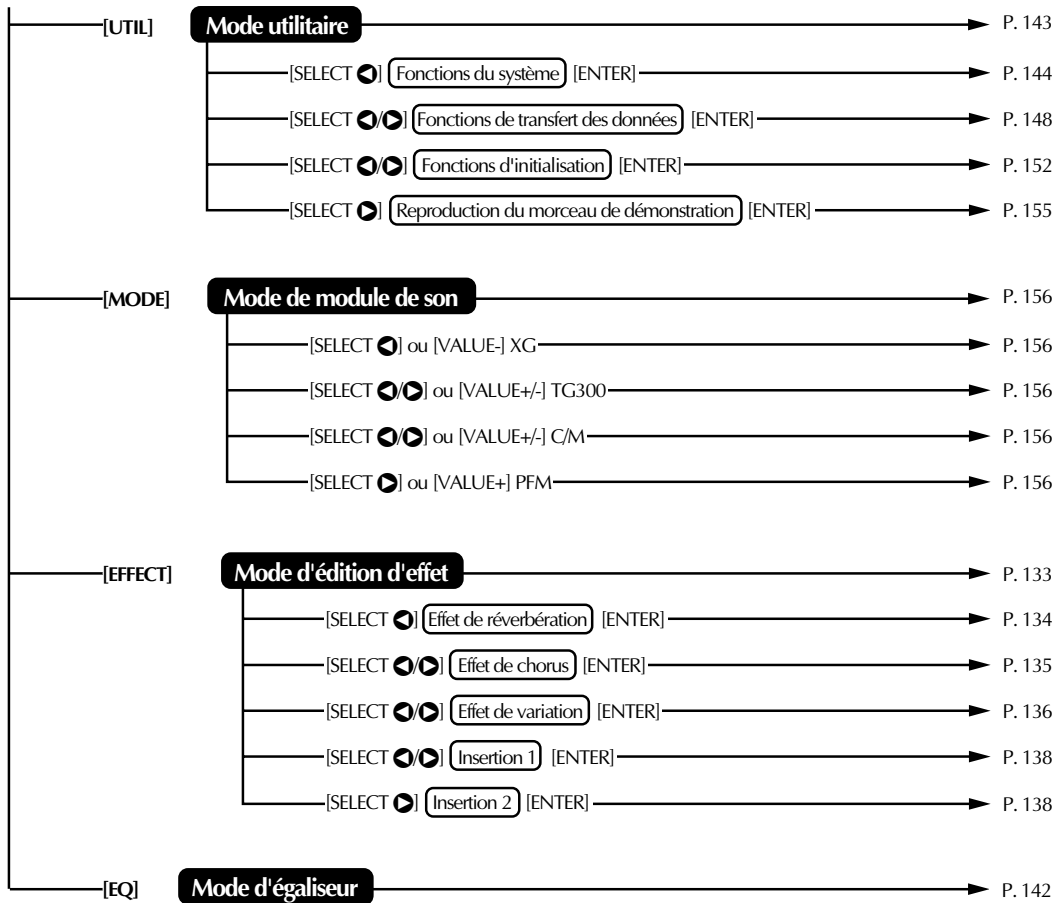 [UTIL] Mode utilitaire P. 143
[SELECT ◀] Fonctions du système [ENTER] P. 144
[SELECT ◀/▶] Fonctions de transfert des données [ENTER] P. 148
[SELECT ◀/▶] Fonctions d'initialisation [ENTER] P. 152
[SELECT ▶] Reproduction du morceau de démonstration [ENTER] P. 155
[MODE] Mode de module de son P. 156
[SELECT ◀] ou [VALUE-] XG P. 156
[SELECT ◀/▶] ou [VALUE+/-] TG300 P. 156
[SELECT ◀/▶] ou [VALUE+/-] C/M P. 156
[SELECT ▶] ou [VALUE+] PFM P. 156
[EFFECT] Mode d'édition d'effet P. 133
[SELECT ◀] Effet de réverbération [ENTER] P. 134
[SELECT ◀/▶] Effet de chorus [ENTER] P. 135
[SELECT ◀/▶] Effet de variation [ENTER] P. 136
[SELECT ◀/▶] Insertion 1 [ENTER] P. 138
[SELECT ▶] Insertion 2 [ENTER] P. 138
[EQ] Mode d'égaliseur P. 142